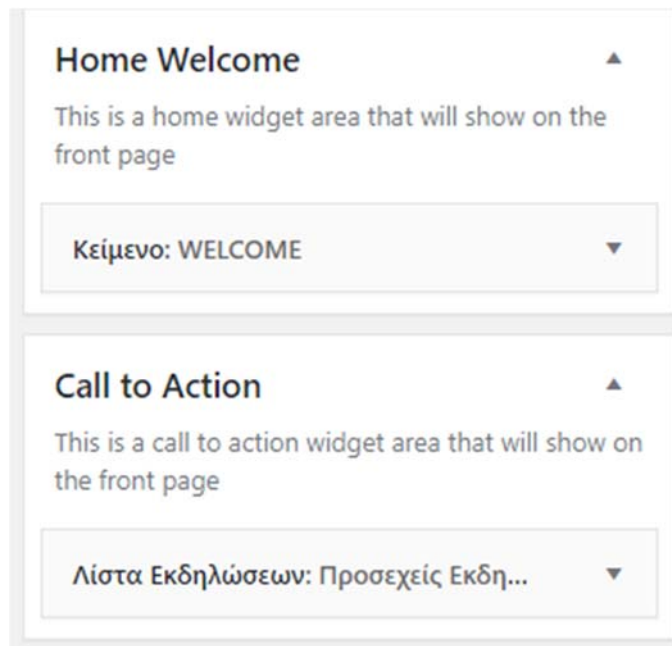 Home Welcome
This is a home widget area that will show on the
front page
Κείμενο: WELCOME
Call to Action
This is a call to action widget area that will show on
the front page
Λίστα Εκδηλώσεων: Προσεχείς Εκδη...